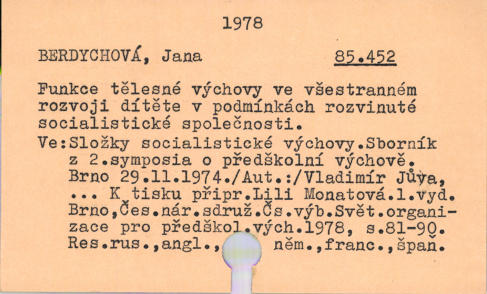 1978
BERDYCHOVÁ, Jana 85.452
Funkce tělesné výchovy ve všestranném
rozvoji dítěte v podmínkách rozvinuté
socialistické společnosti.
Ve:Složky socialistické výchovy.Sborník
z 2.symposia o předškolní výchově.
Brno 29.11.1974./Aut.:/Vladimír Jůva,
... K tisku připr.Lili Monatová.1.vyd.
Brno,Čes.nár.sdruž.Čs.výb.Svět.organi-
zace pro předškol.vých.1978, s.81-90.
Res.rus.,angl., něm.,franc.,špaň.